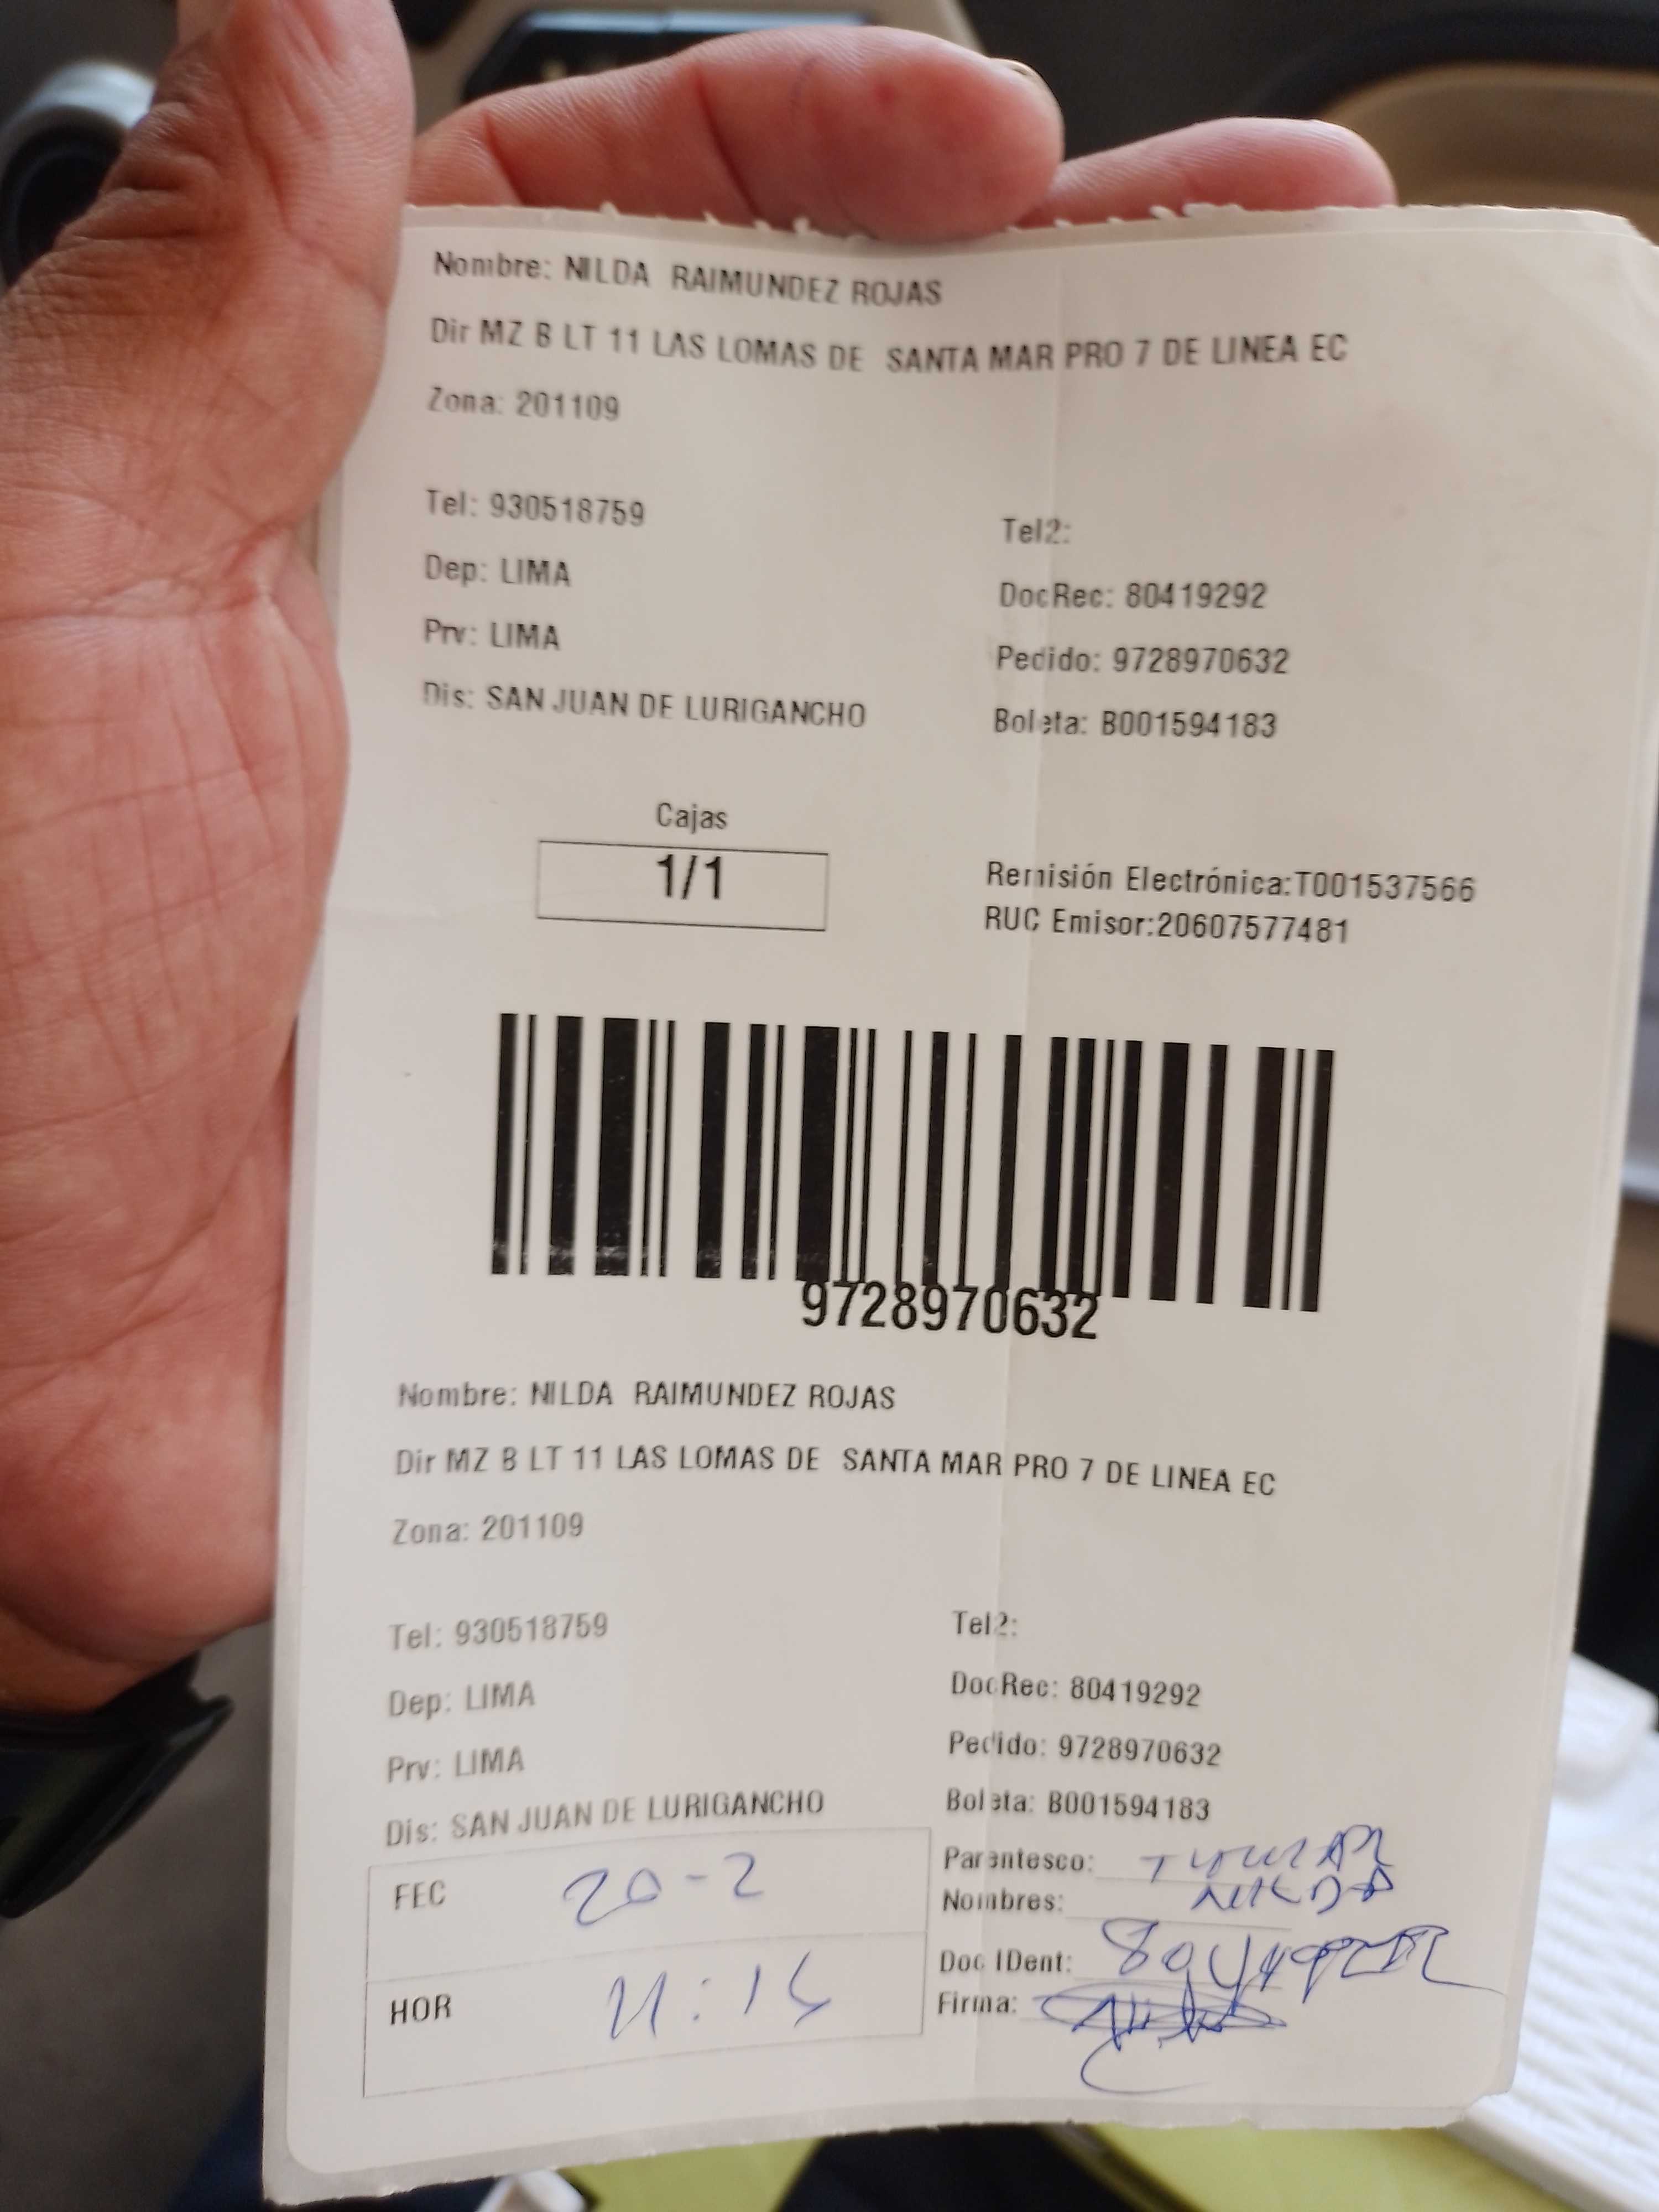 Nombre: NILDA RAIMUNDEZ ROJAS
Dir MZ B LT 11 LAS LOMAS DE SANTA MAR PRO 7 DE LINEA EC
Zona: 201109
Tel: 930518759
Tel2:
Dep: LIMA
DocRec: 80419292
Prv: LIMA
Pedido: 9728970632
Dis: SAN JUAN DE LURIGANCHO
Boleta: B001594183
Cajas
1/1
Remisión Electrónica:T001537566
RUC Emisor:20607577481
9728970632
Nombre: NILDA RAIMUNDEZ ROJAS
Dir MZ B LT 11 LAS LOMAS DE SANTA MAR PRO 7 DE LINEA EC
Zona: 201109
Tel: 930518759
Tel2:
Dep: LIMA
DocRec: 80419292
Prv: LIMA
Pedido: 9728970632
Dis: SAN JUAN DE LURIGANCHO
Boleta: B001594183
FEC 20-2
Parentesco:
Nombres: NILDA
HOR 11:15
Doc IDent:
Firma: